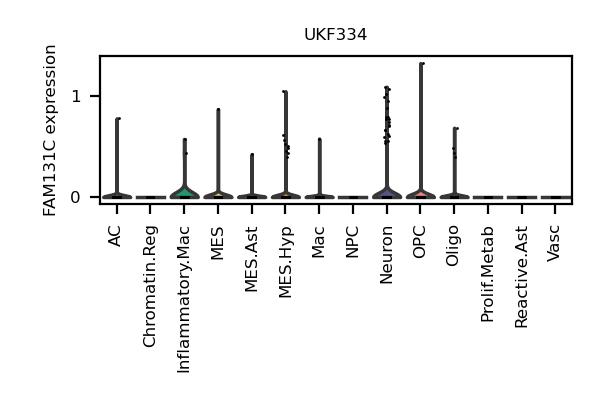 UKF334
FAM131C expression
1
0
AC
Chromatin.Reg
Inflammatory.Mac
MES
MES.Ast
MES.Hyp
Mac
NPC
Neuron
OPC
Oligo
Prolif.Metab
Reactive.Ast
Vasc